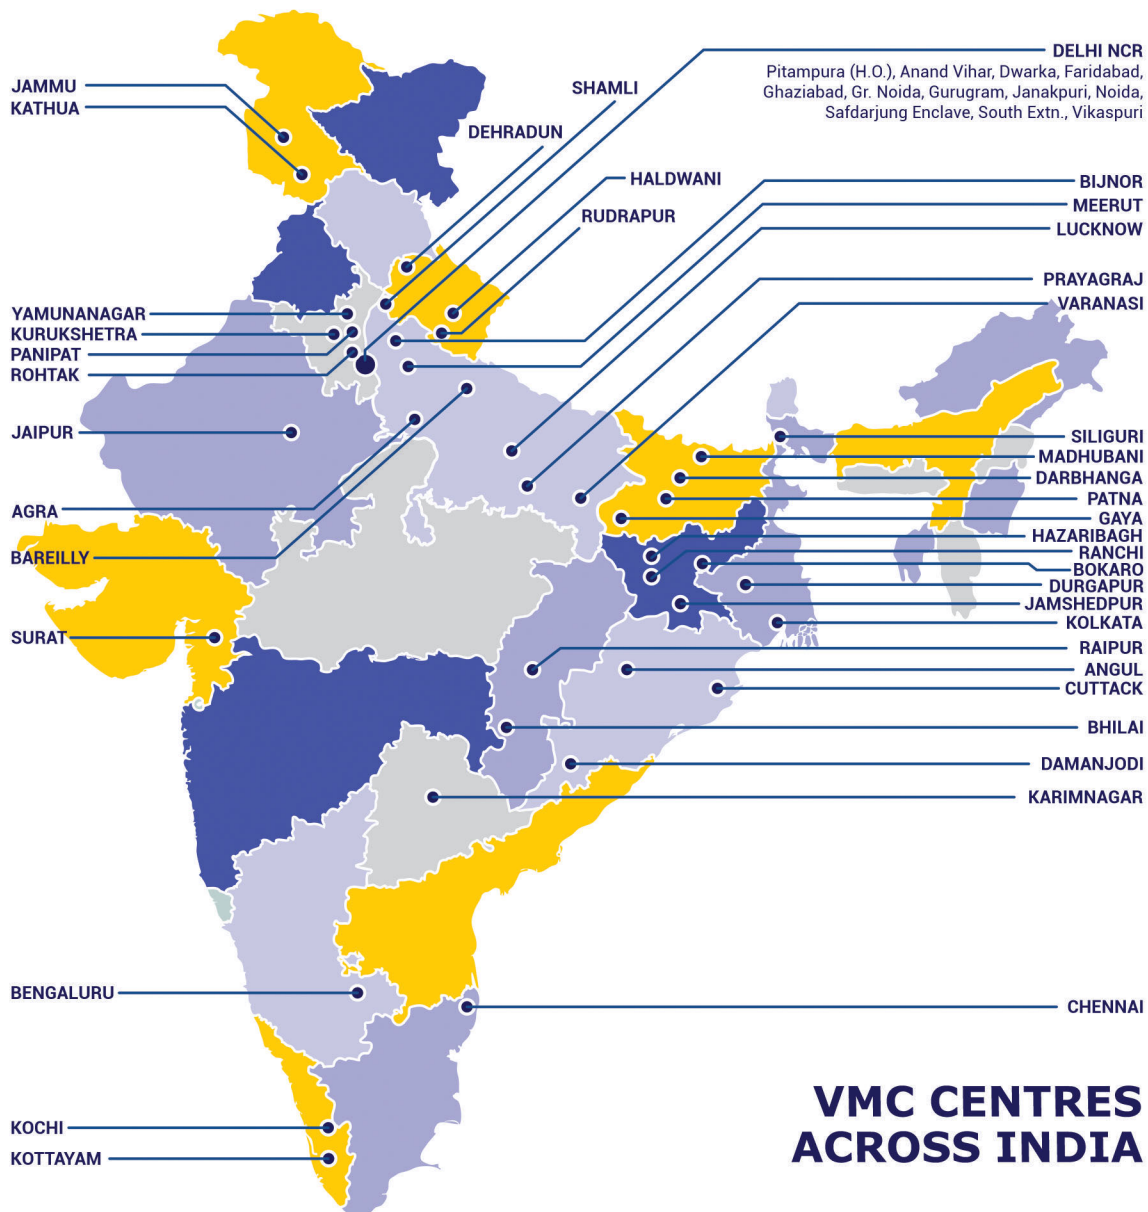 JAMMU
KATHUA
SHAMLI
DEHRADUN
HALDWANI
RUDRAPUR
DELHI NCR
Pitampura (H.O.), Anand Vihar, Dwarka, Faridabad,
Ghaziabad, Gr. Noida, Gurugram, Janakpuri, Noida,
Safdarjung Enclave, South Extn., Vikaspuri
BIJNOR
MEERUT
LUCKNOW
PRAYAGRAJ
VARANASI
YAMUNANAGAR
KURUKSHETRA
PANIPAT
ROHTAK
JAIPUR
AGRA
BAREILLY
SURAT
SILIGURI
MADHUBANI
DARBHANGA
PATNA
GAYA
HAZARIBAGH
RANCHI
BOKARO
DURGAPUR
JAMSHEDPUR
KOLKATA
RAIPUR
ANGUL
CUTTACK
BHILAI
DAMANJODI
KARIMNAGAR
BENGALURU
CHENNAI
KOCHI
KOTTAYAM
VMC CENTRES
ACROSS INDIA